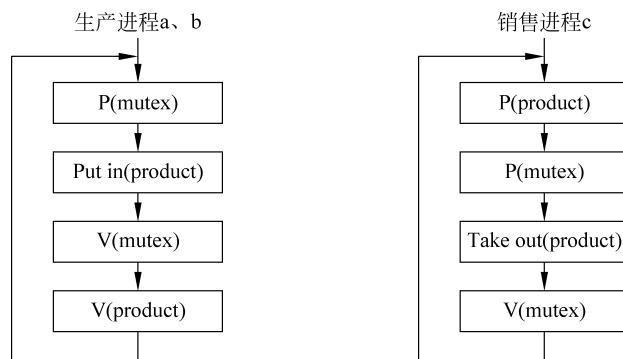 生产进程a、b
P(mutex)
Put in(product)
V(mutex)
V(product)
销售进程c
P(product)
P(mutex)
Take out(product)
V(mutex)